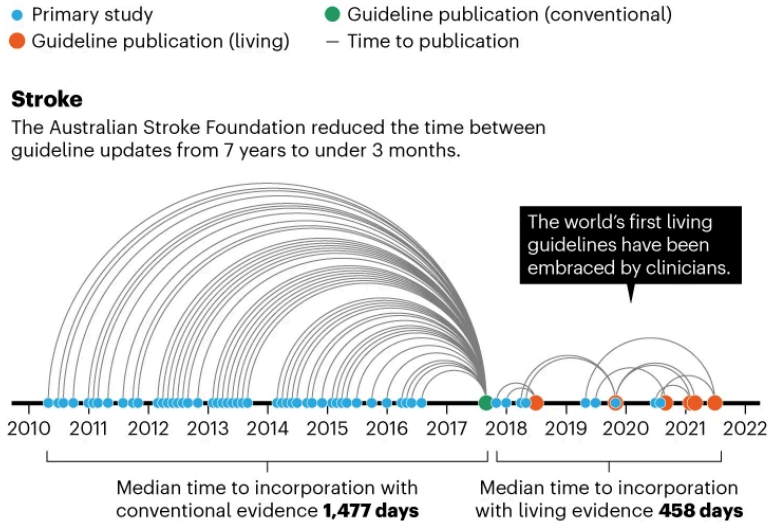 Primary study
Guideline publication (conventional)
Guideline publication (living)
Time to publication
Stroke
The Australian Stroke Foundation reduced the time between
guideline updates from 7 years to under 3 months.
The world's first living
guidelines have been
embraced by clinicians.
2010 2011 2012 2013 2014 2015 2016 2017 2018 2019 2020 2021 2022
Median time to incorporation with
conventional evidence 1,477 days
Median time to incorporation
with living evidence 458 days